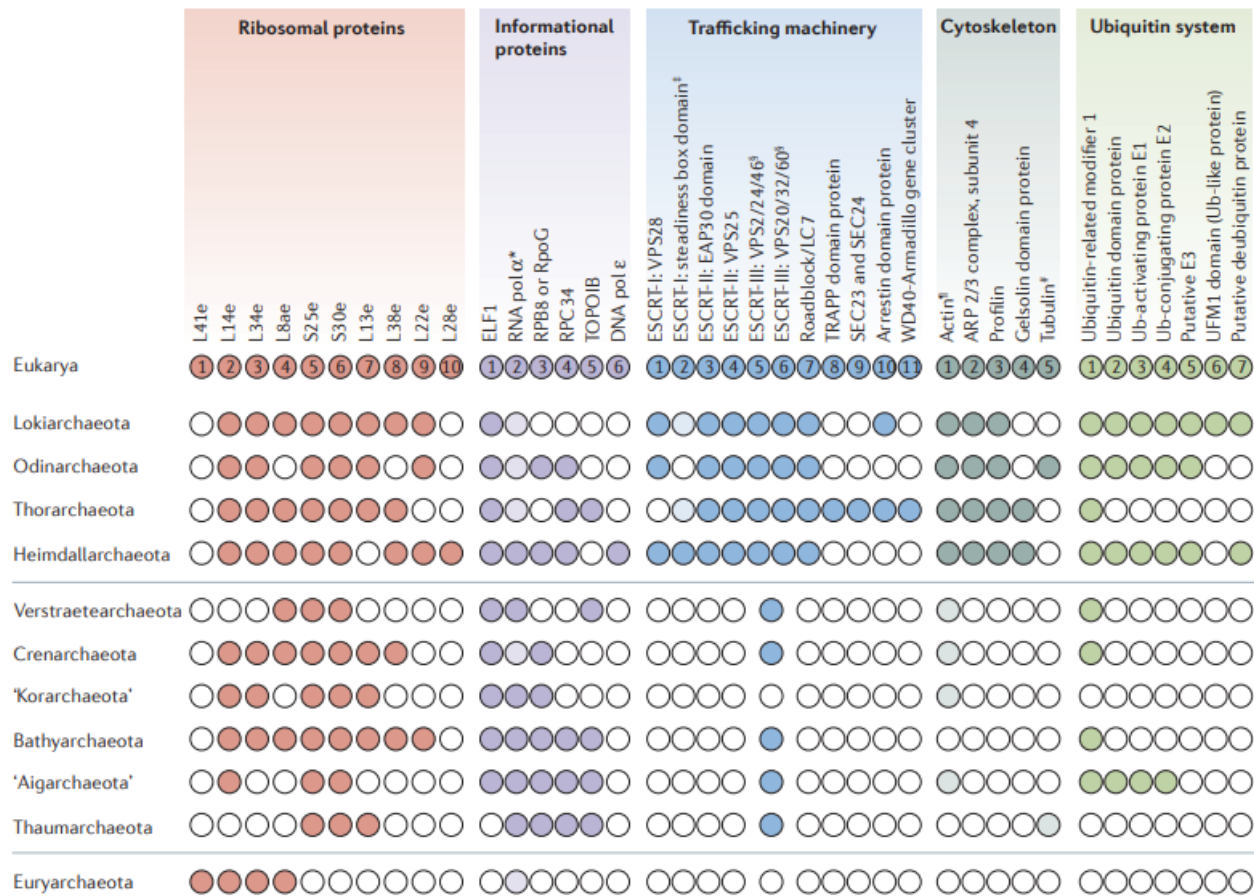 Ribosomal proteins
Informational
proteins
Trafficking machinery
Cytoskeleton
Ubiquitin system
L41e
L14e
L34e
L8ae
S25e
S30e
L13e
L38e
L22e
L28e
ELF1
RNA pol α*
RPB8 or RpoG
RPC34
TOPOIB
DNA pol ε
ESCRT-I: VPS28
ESCRT-I: steadiness box domain‡
ESCRT-II: EAP30 domain
ESCRT-II: VPS25
ESCRT-III: VPS2/24/46§
ESCRT-III: VPS20/32/60§
Roadblock/LC7
TRAPP domain protein
SEC23 and SEC24
Arrestin domain protein
WD40-Armadillo gene cluster
Actin¶
ARP 2/3 complex, subunit 4
Profilin
Gelsolin domain protein
Tubulin#
Ubiquitin-related modifier 1
Ubiquitin domain protein
Ub-activating protein E1
Ub-conjugating protein E2
Putative E3
UFM1 domain (Ub-like protein)
Putative deubiquitin protein
Eukarya 1 2 3 4 5 6 7 8 9 10 1 2 3 4 5 6 1 2 3 4 5 6 7 8 9 10 11 1 2 3 4 5 1 2 3 4 5 6 7
Lokiarchaeota
Odinarchaeota
Thorarchaeota
Heimdallarchaeota
Verstraetearchaeota
Crenarchaeota
'Korarchaeota'
Bathyarchaeota
'Aigarchaeota'
Thaumarchaeota
Euryarchaeota